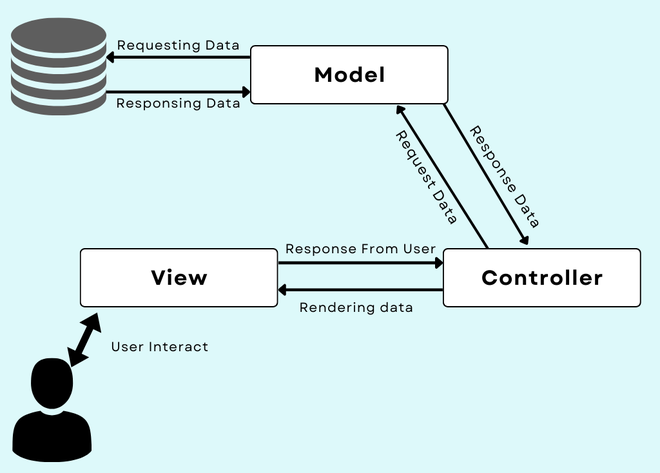 Requesting Data
Model
Responsing Data
Request Data
Response Data
Response From User
View
Controller
Rendering data
User Interact